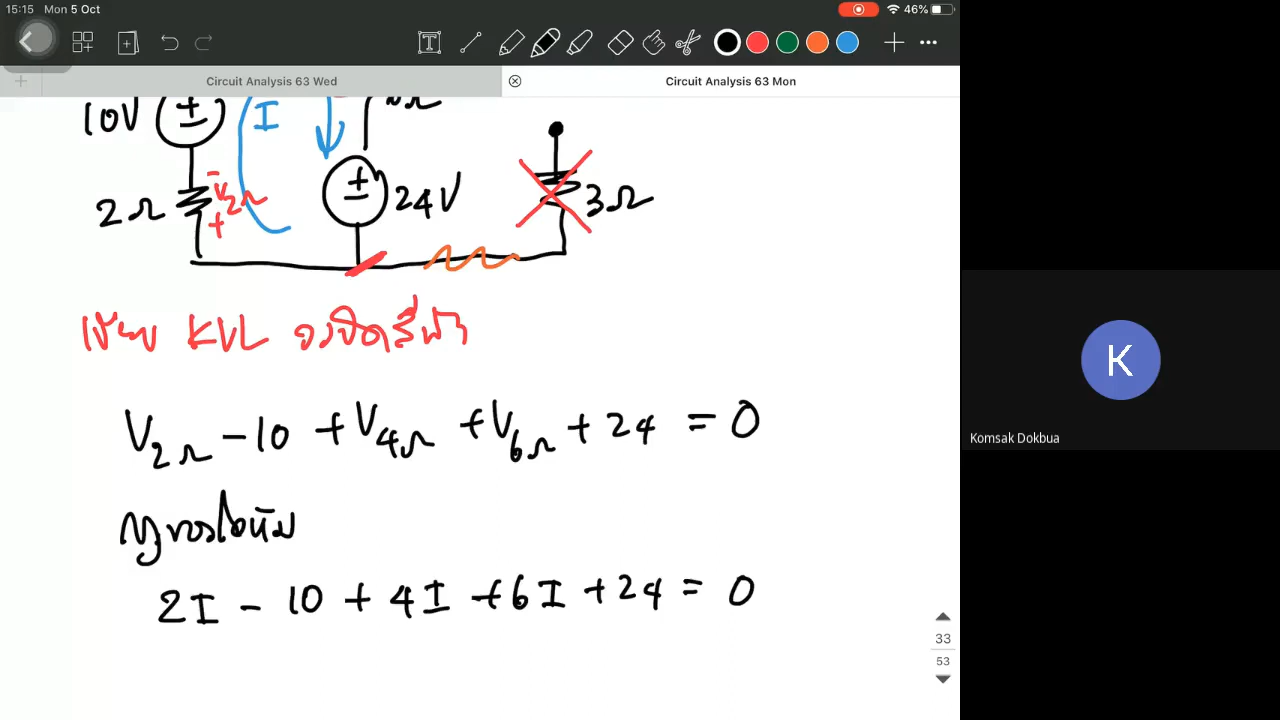 15:15 Mon 5 Oct
46%
Circuit Analysis 63 Wed
Circuit Analysis 63 Mon
10V
I
2Ω
- V2Ω +
24V
3Ω
เขียน KVL วงปิดสีฟ้า
V2Ω - 10 + V4Ω + V6Ω + 24 = 0
กฎของโอห์ม
2I - 10 + 4I + 6I + 24 = 0
33
53
K
Komsak Dokbua